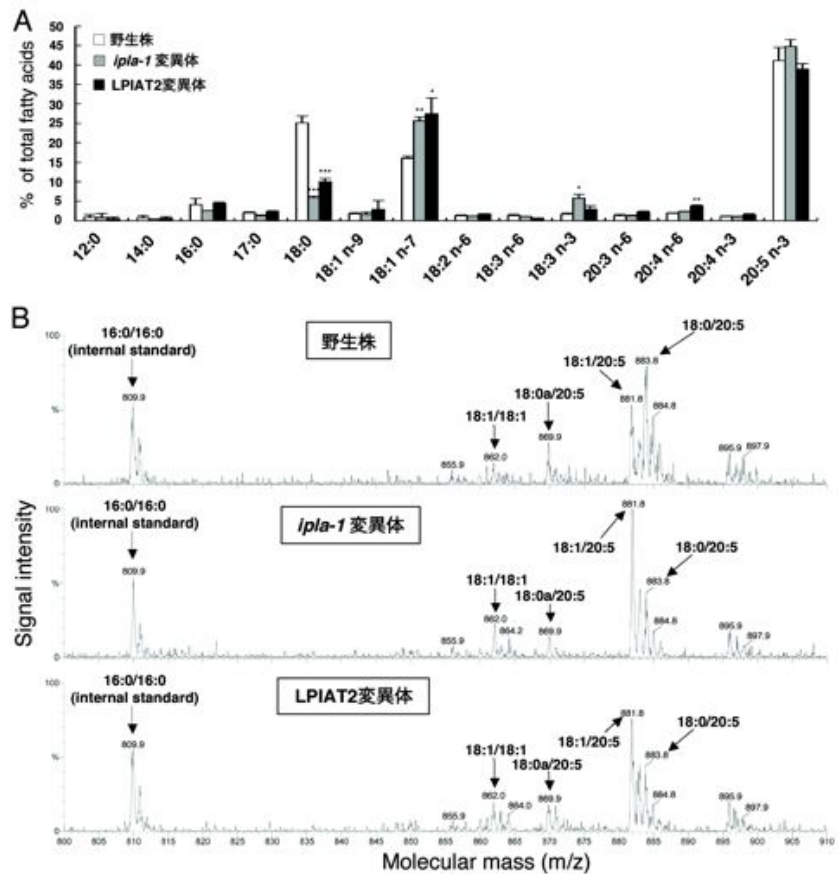 A
% of total fatty acids
50
45
40
35
30
25
20
15
10
5
0
野生株
ipla-1 変異体
LPIAT2変異体
***
***
**
*
*
**
12:0
14:0
16:0
17:0
18:0
18:1 n-9
18:1 n-7
18:2 n-6
18:3 n-6
18:3 n-3
20:3 n-6
20:4 n-6
20:4 n-3
20:5 n-3
B
Signal intensity
16:0/16:0
(internal standard)
野生株
18:0/20:5
18:1/20:5
18:0a/20:5
18:1/18:1
100
%
0
809.9
855.9
862.0
869.9
881.8
883.8
884.8
895.9
897.9
16:0/16:0
(internal standard)
ipla-1 変異体
18:1/20:5
18:0/20:5
18:1/18:1
18:0a/20:5
100
%
0
809.9
855.9
862.0
864.2
869.9
881.8
883.8
884.8
895.9
897.9
16:0/16:0
(internal standard)
LPIAT2変異体
18:1/20:5
18:0/20:5
18:1/18:1
18:0a/20:5
100
%
0
809.9
855.9
862.0
864.0
869.9
881.8
883.8
884.8
895.9
897.9
800 805 810 815 820 825 830 835 840 845 850 855 860 865 870 875 880 885 890 895 900 905 910
Molecular mass (m/z)